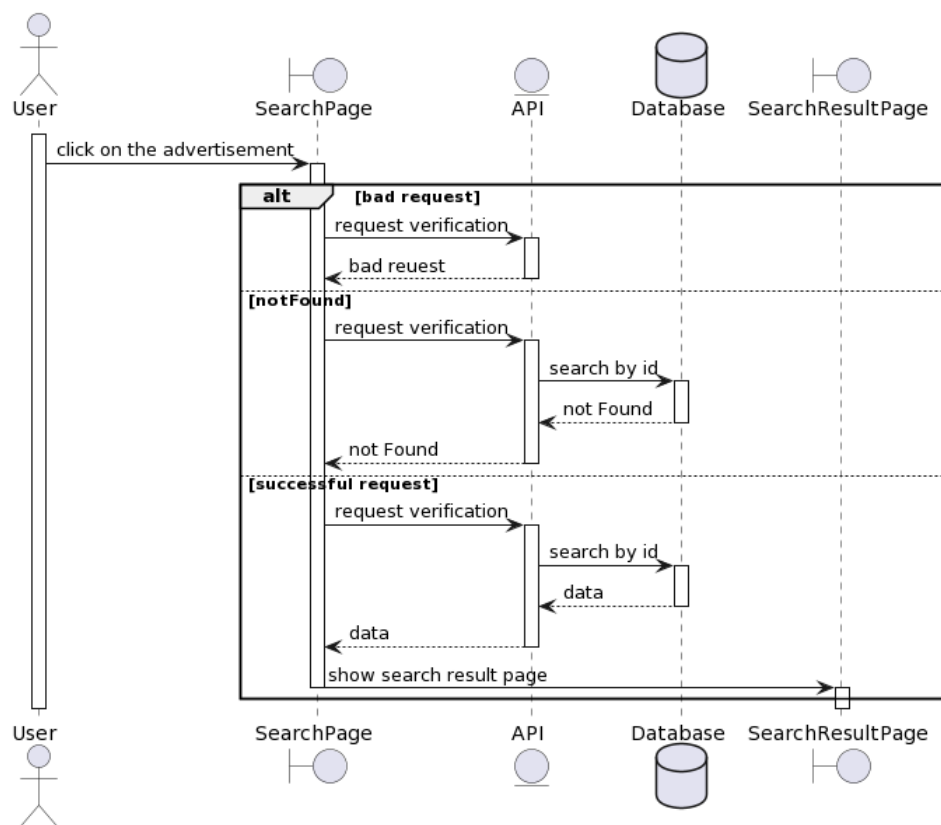 User
SearchPage
API
Database
SearchResultPage
click on the advertisement
alt
[bad request]
request verification
bad reuest
[notFound]
request verification
search by id
not Found
not Found
[successful request]
request verification
search by id
data
data
show search result page
User
SearchPage
API
Database
SearchResultPage